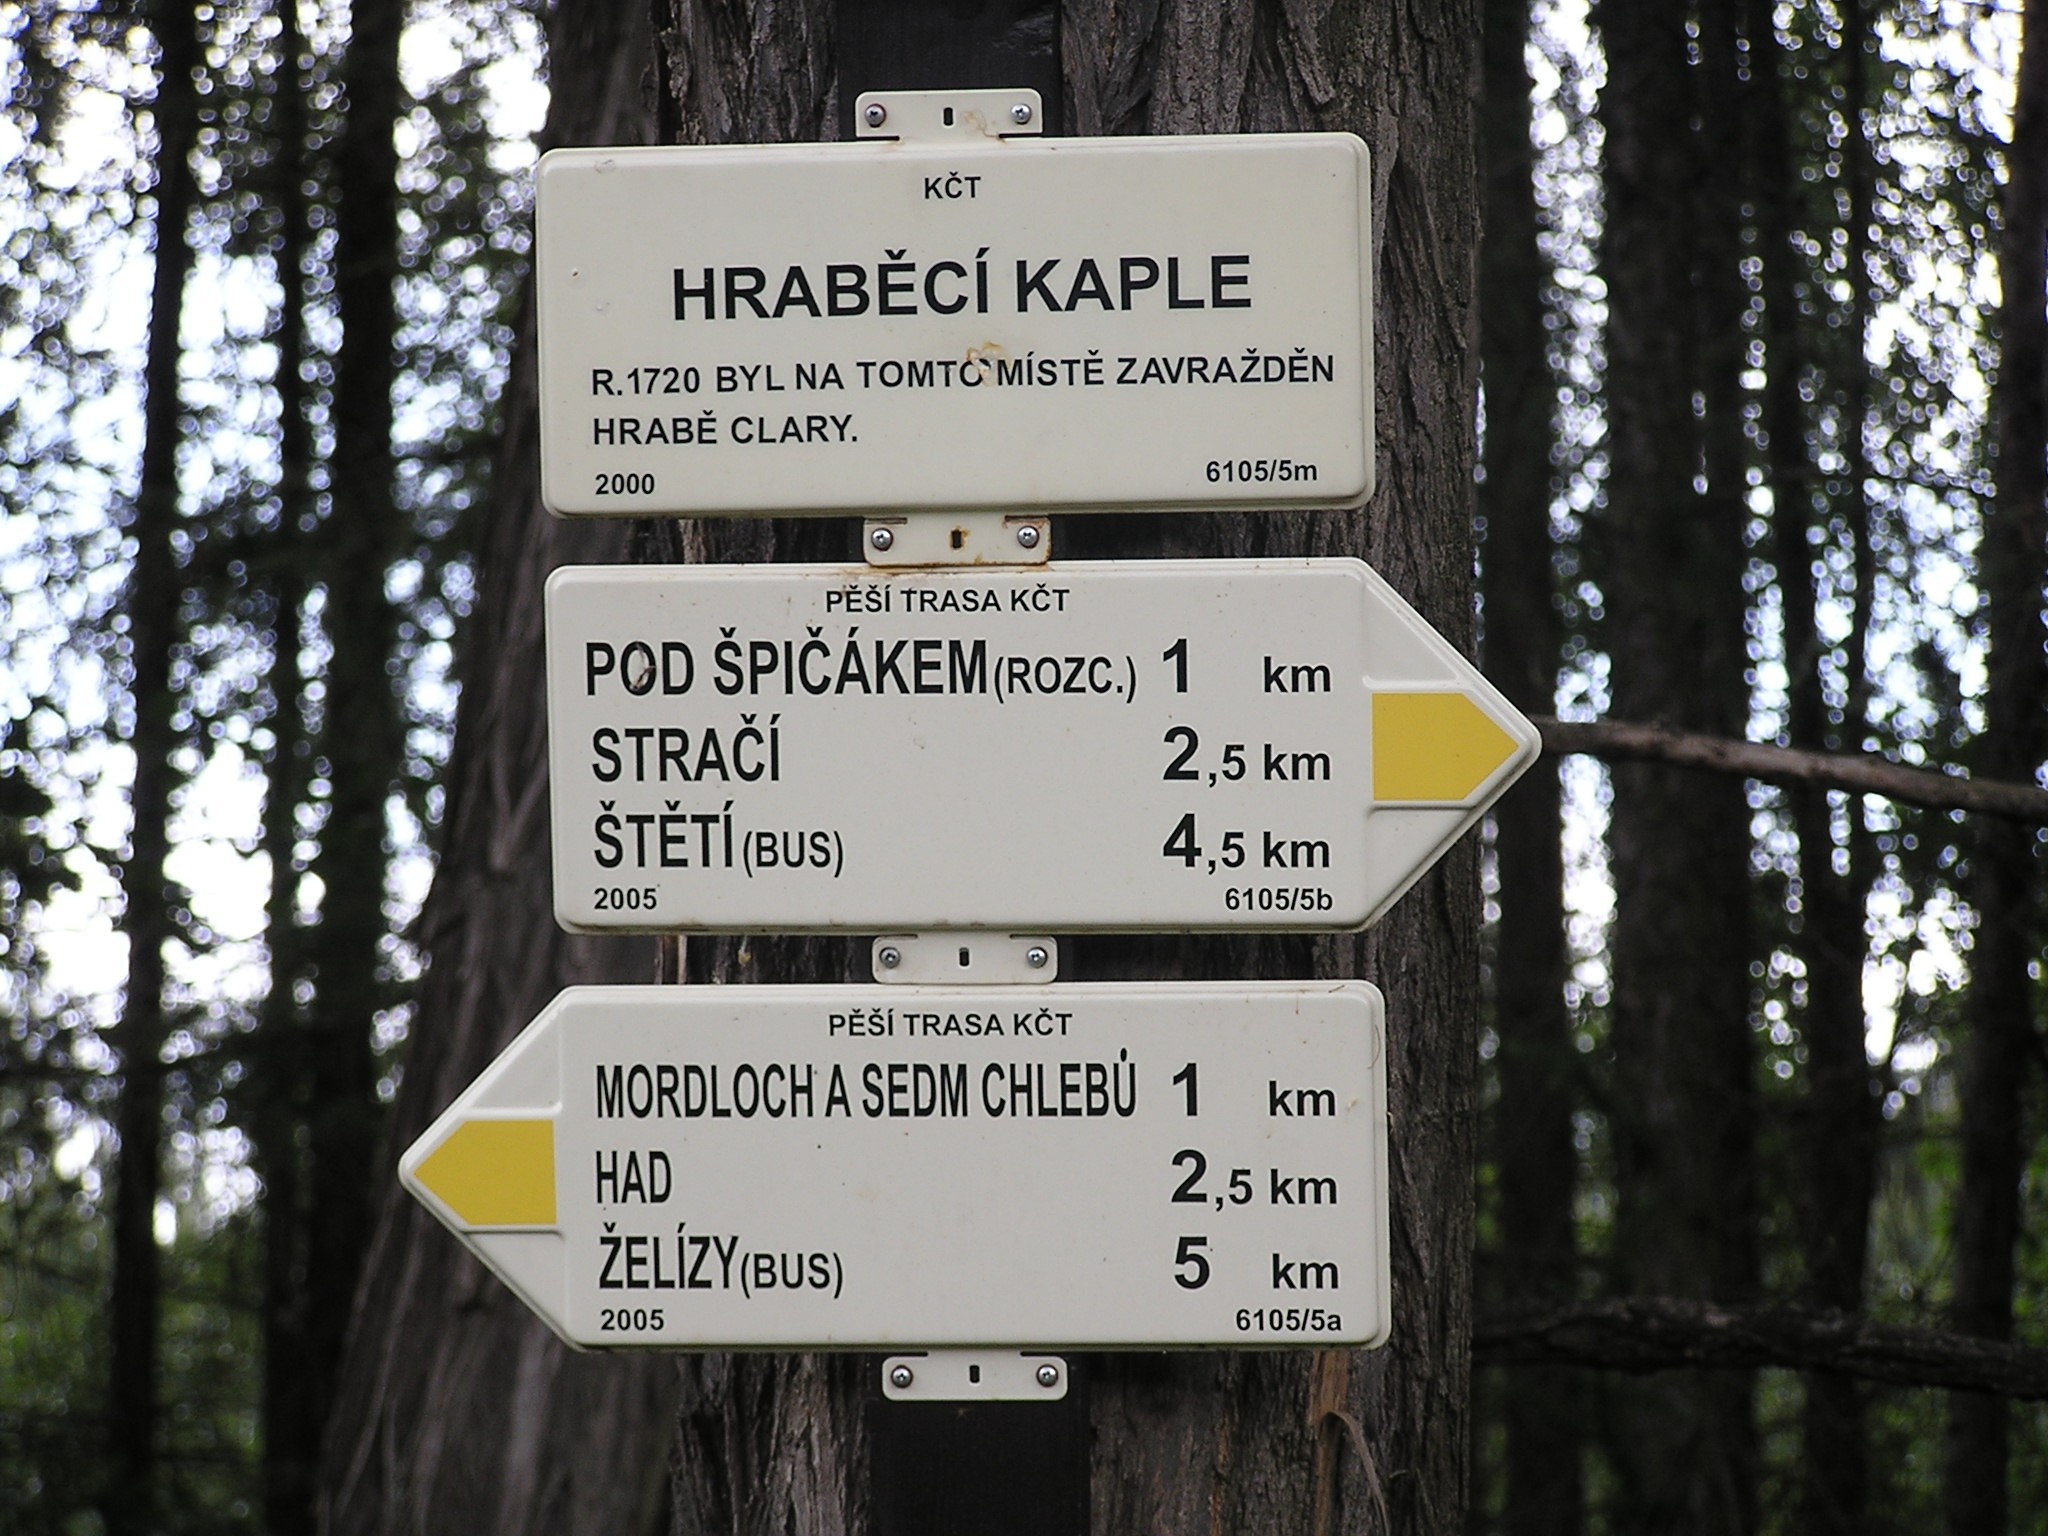 KČT
HRABĚCÍ KAPLE
R.1720 BYL NA TOMTO MÍSTĚ ZAVRAŽDĚN
HRABĚ CLARY.
2000 6105/5m
PĚŠÍ TRASA KČT
POD ŠPIČÁKEM (ROZC.) 1 km
STRAČÍ 2,5 km
ŠTĚTÍ (BUS) 4,5 km
2005 6105/5b
PĚŠÍ TRASA KČT
MORDLOCH A SEDM CHLEBŮ 1 km
HAD 2,5 km
ŽELÍZY (BUS) 5 km
2005 6105/5a